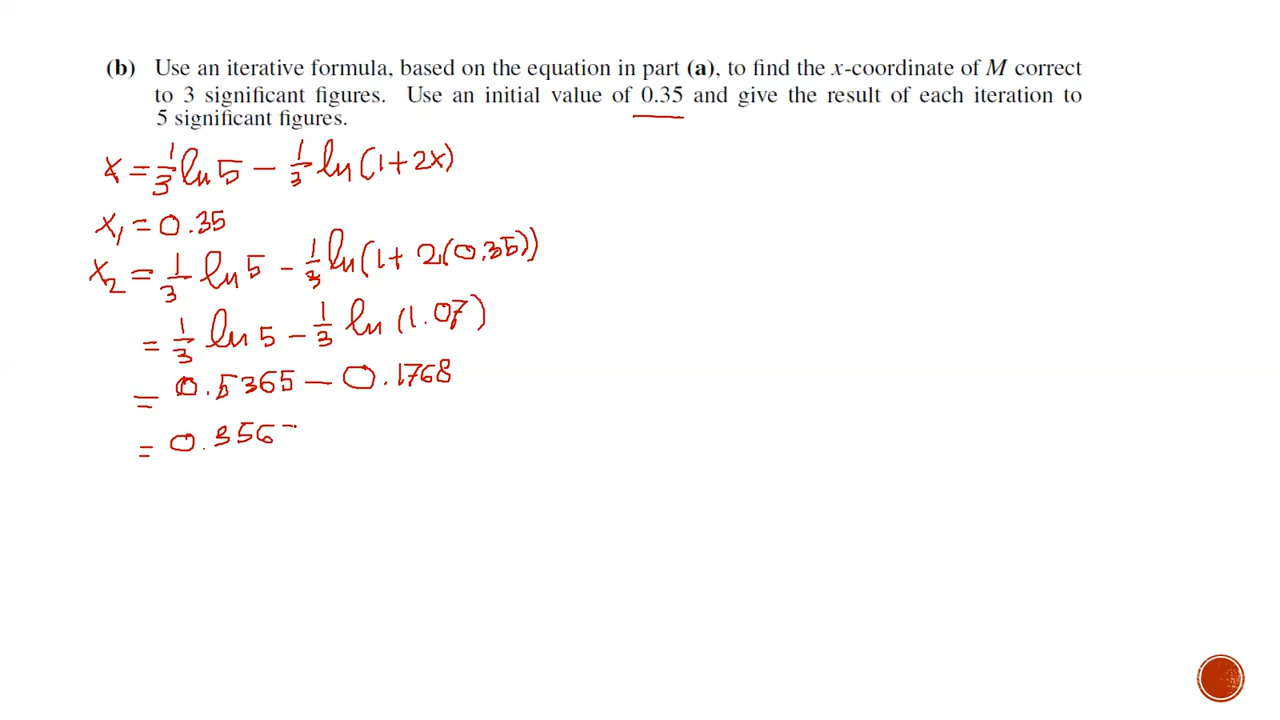 (b) Use an iterative formula, based on the equation in part (a), to find the x-coordinate of M correct
to 3 significant figures. Use an initial value of 0.35 and give the result of each iteration to
5 significant figures.
x = 1/3 ln 5 − 1/3 ln (1 + 2x)
x₁ = 0.35
x₂ = 1/3 ln 5 − 1/3 ln (1 + 2(0.35))
= 1/3 ln 5 − 1/3 ln (1.07)
= 0.5365 − 0.1768
= 0.356